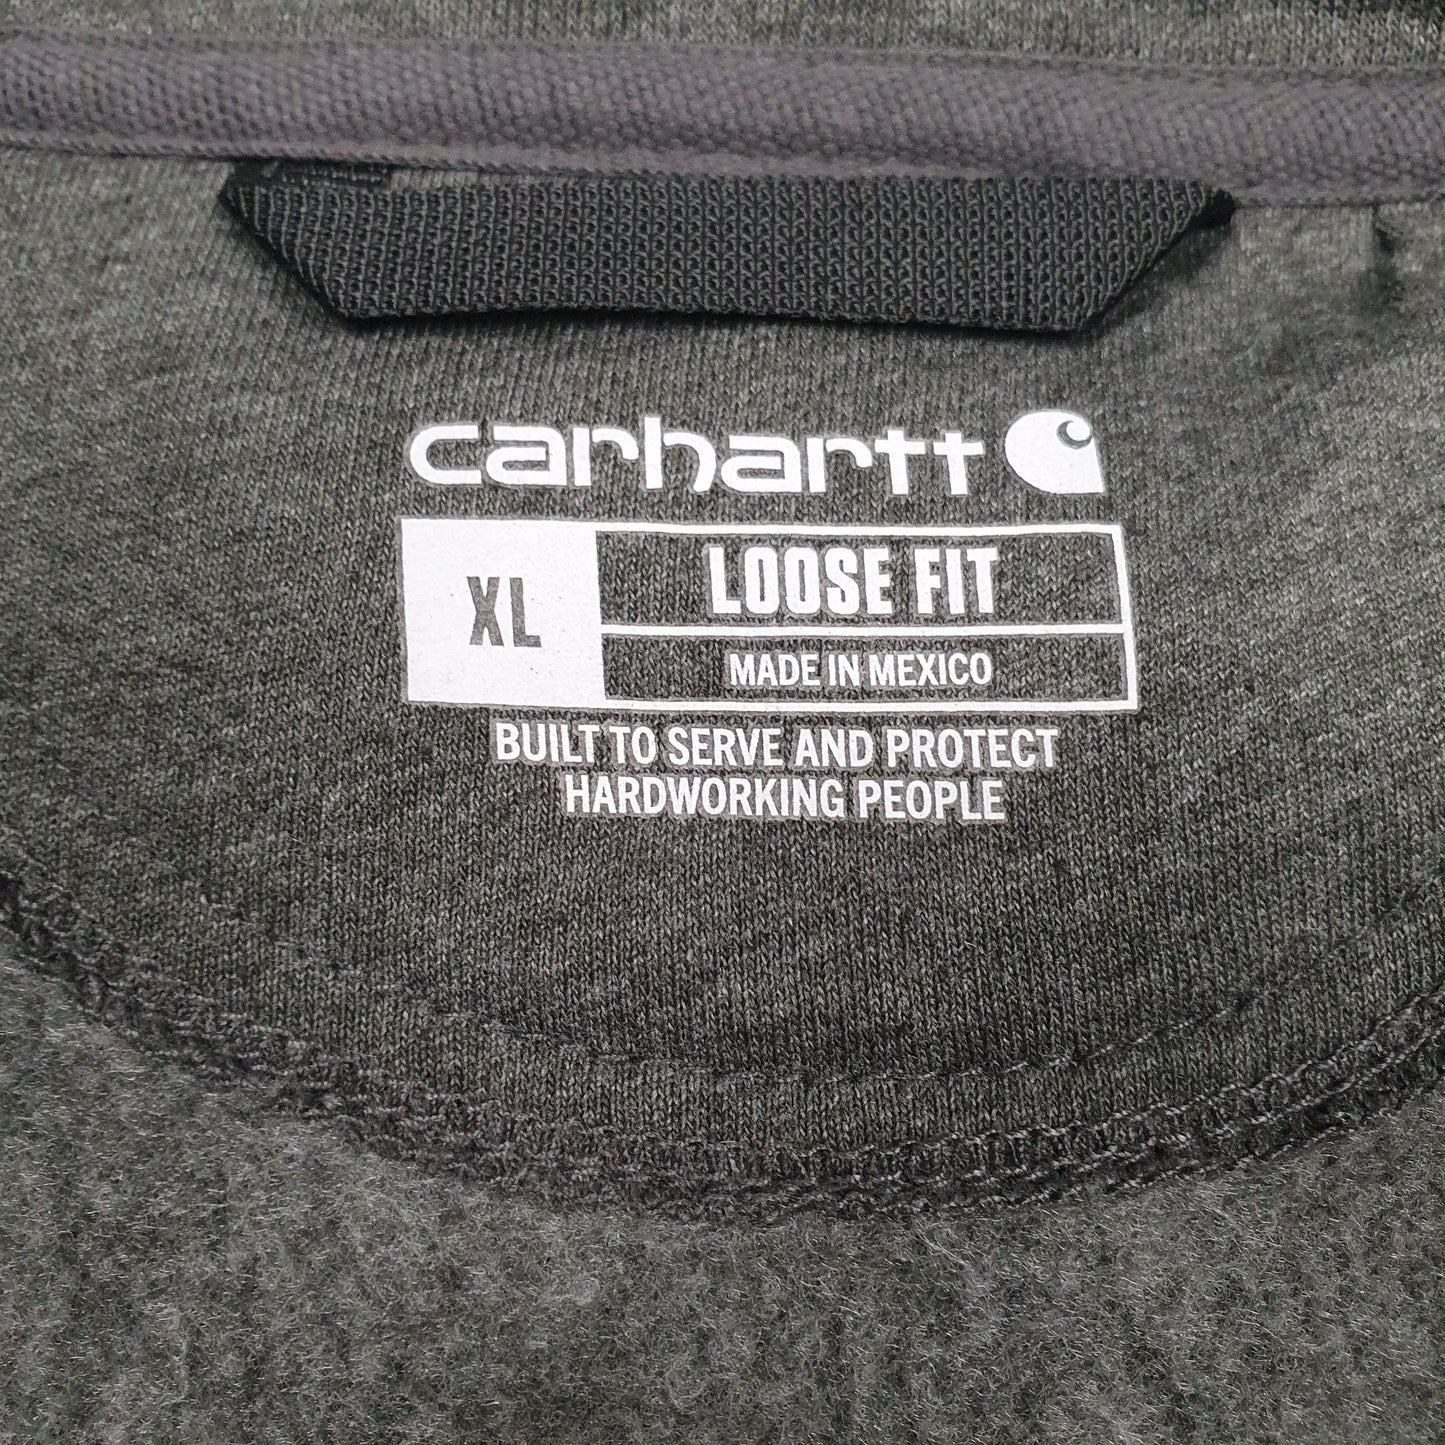 carhartt
XL
LOOSE FIT
MADE IN MEXICO
BUILT TO SERVE AND PROTECT
HARDWORKING PEOPLE